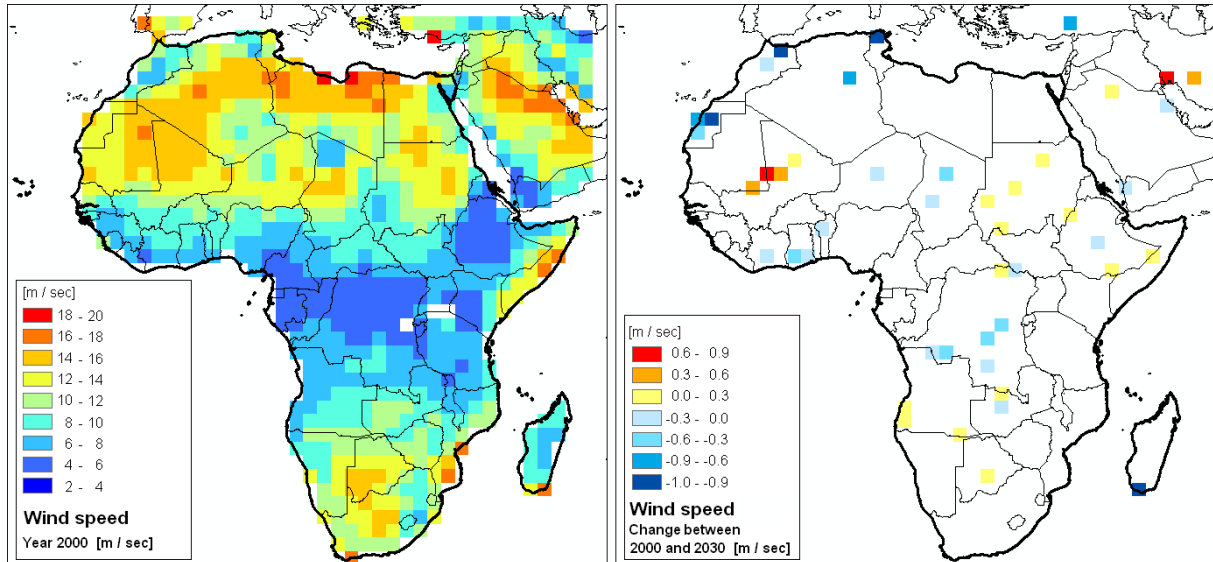 [m / sec]
18 - 20
16 - 18
14 - 16
12 - 14
10 - 12
8 - 10
6 - 8
4 - 6
2 - 4
Wind speed
Year 2000 [m / sec]
[m / sec]
0.6 - 0.9
0.3 - 0.6
0.0 - 0.3
-0.3 - 0.0
-0.6 - -0.3
-0.9 - -0.6
-1.0 - -0.9
Wind speed
Change between
2000 and 2030 [m / sec]